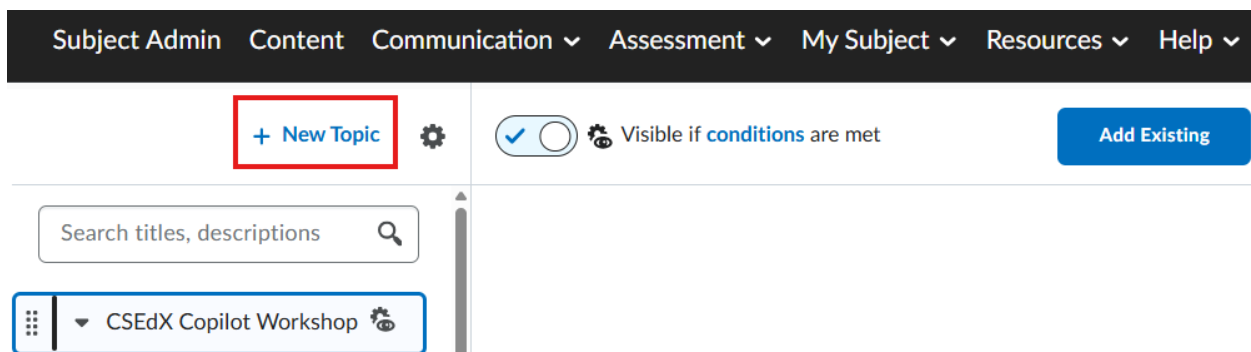 Subject Admin Content Communication Assessment My Subject Resources Help
+ New Topic Visible if conditions are met Add Existing
Search titles, descriptions
CSEdX Copilot Workshop